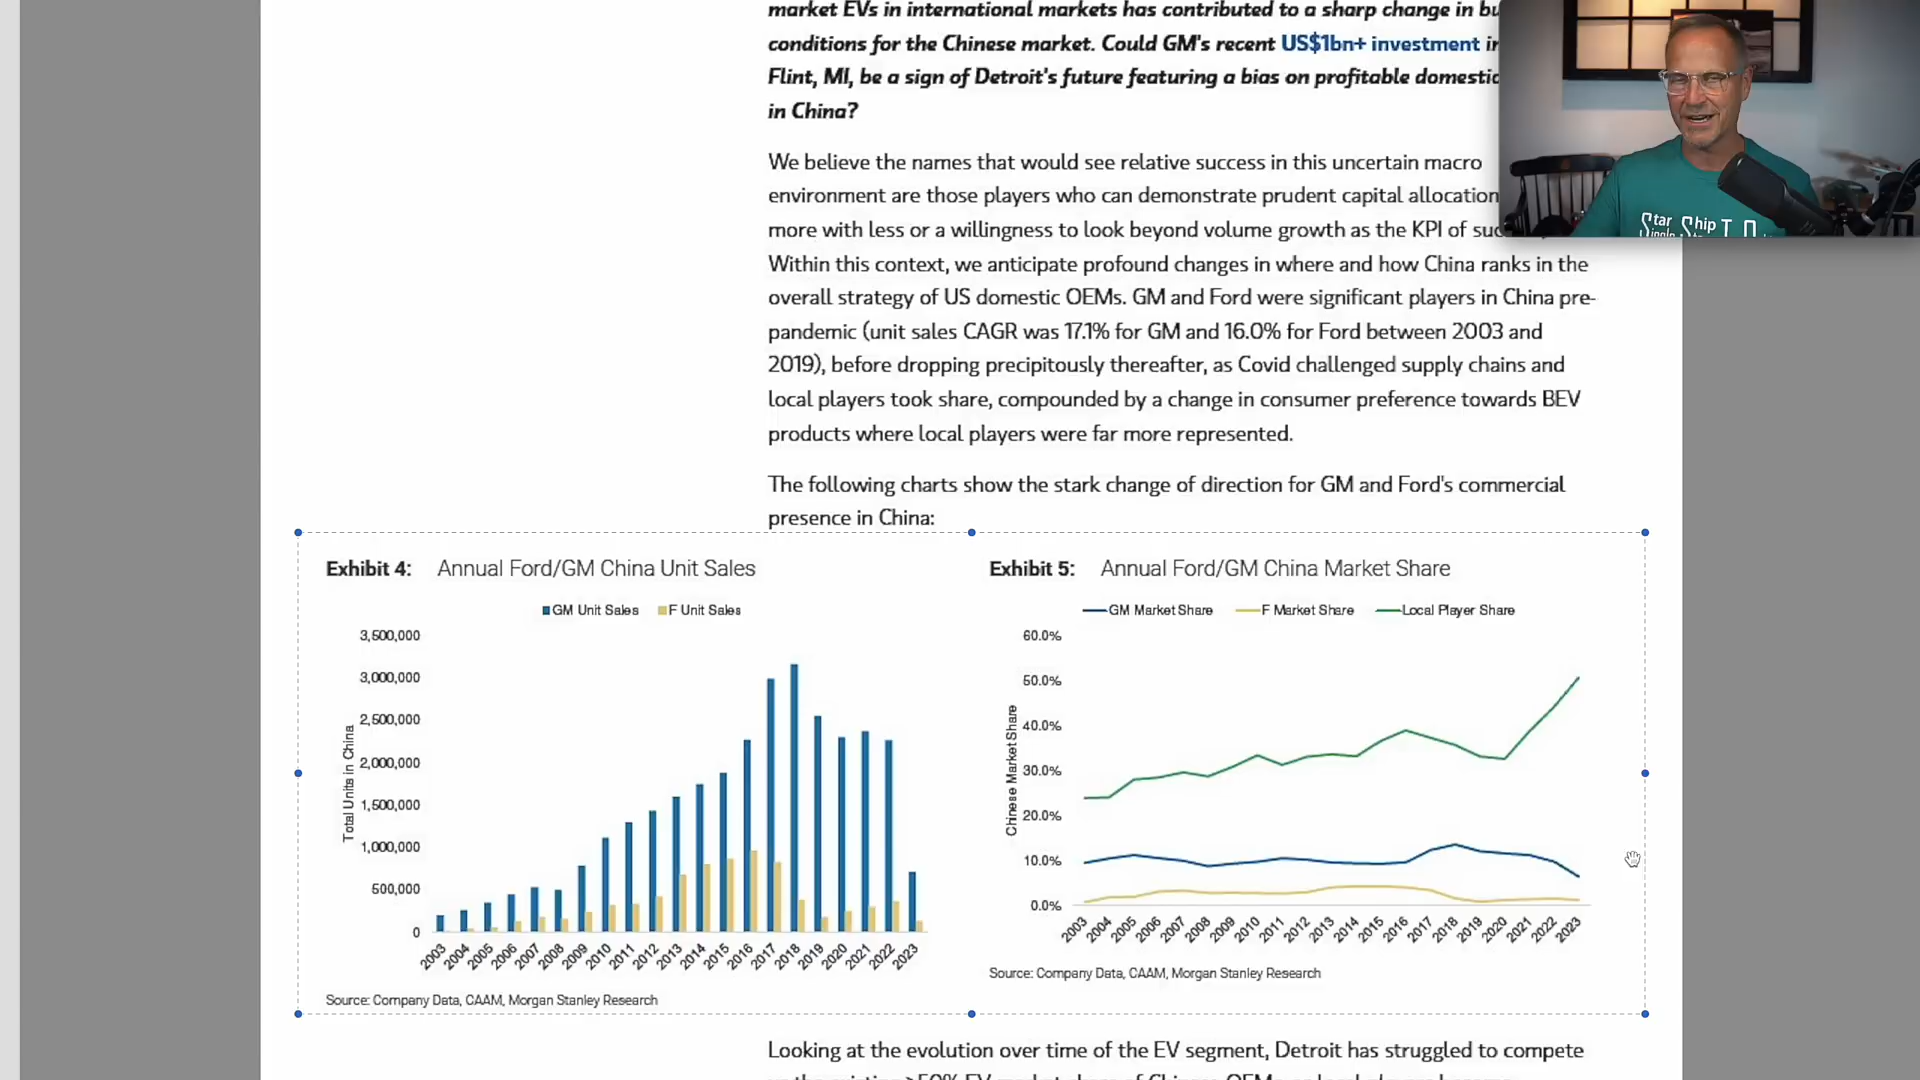 market EVs in international markets has contributed to a sharp change in
conditions for the Chinese market. Could GM's recent US$1bn+ investment
Flint, MI, be a sign of Detroit's future featuring a bias on profitable
in China?
We believe the names that would see relative success in this uncertain macro
environment are those players who can demonstrate prudent capital allocation
more with less or a willingness to look beyond volume growth as the KPI of
Within this context, we anticipate profound changes in where and how China ranks in the
overall strategy of US domestic OEMs. GM and Ford were significant players in China pre-
pandemic (unit sales CAGR was 17.1% for GM and 16.0% for Ford between 2003 and
2019), before dropping precipitously thereafter, as Covid challenged supply chains and
local players took share, compounded by a change in consumer preference towards BEV
products where local players were far more represented.
The following charts show the stark change of direction for GM and Ford's commercial
presence in China:
Exhibit 4: Annual Ford/GM China Unit Sales
GM Unit Sales F Unit Sales
Total Units in China
3,500,000
3,000,000
2,500,000
2,000,000
1,500,000
1,000,000
500,000
0
2003 2004 2005 2006 2007 2008 2009 2010 2011 2012 2013 2014 2015 2016 2017 2018 2019 2020 2021 2022 2023
Source: Company Data, CAAM, Morgan Stanley Research
Exhibit 5: Annual Ford/GM China Market Share
GM Market Share F Market Share Local Player Share
Chinese Market Share
60.0%
50.0%
40.0%
30.0%
20.0%
10.0%
0.0%
2003 2004 2005 2006 2007 2008 2009 2010 2011 2012 2013 2014 2015 2016 2017 2018 2019 2020 2021 2022 2023
Source: Company Data, CAAM, Morgan Stanley Research
Looking at the evolution over time of the EV segment, Detroit has struggled to compete
Star Ship